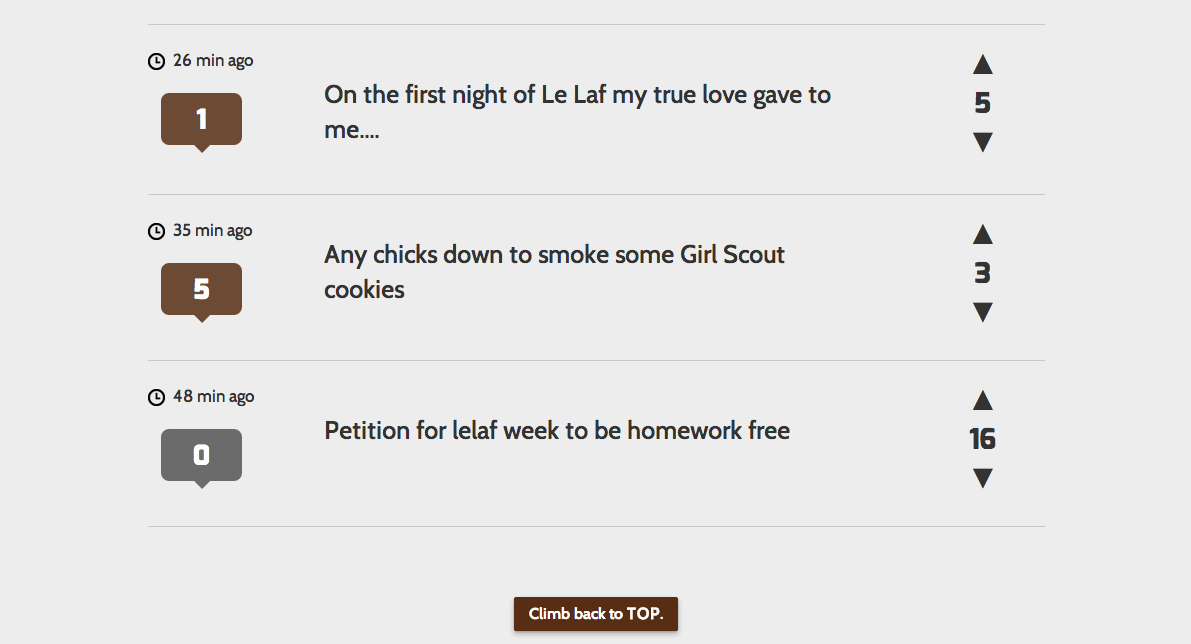 26 min ago
1
On the first night of Le Laf my true love gave to
me....
5
35 min ago
5
Any chicks down to smoke some Girl Scout
cookies
3
48 min ago
0
Petition for lelaf week to be homework free
16
Climb back to TOP.